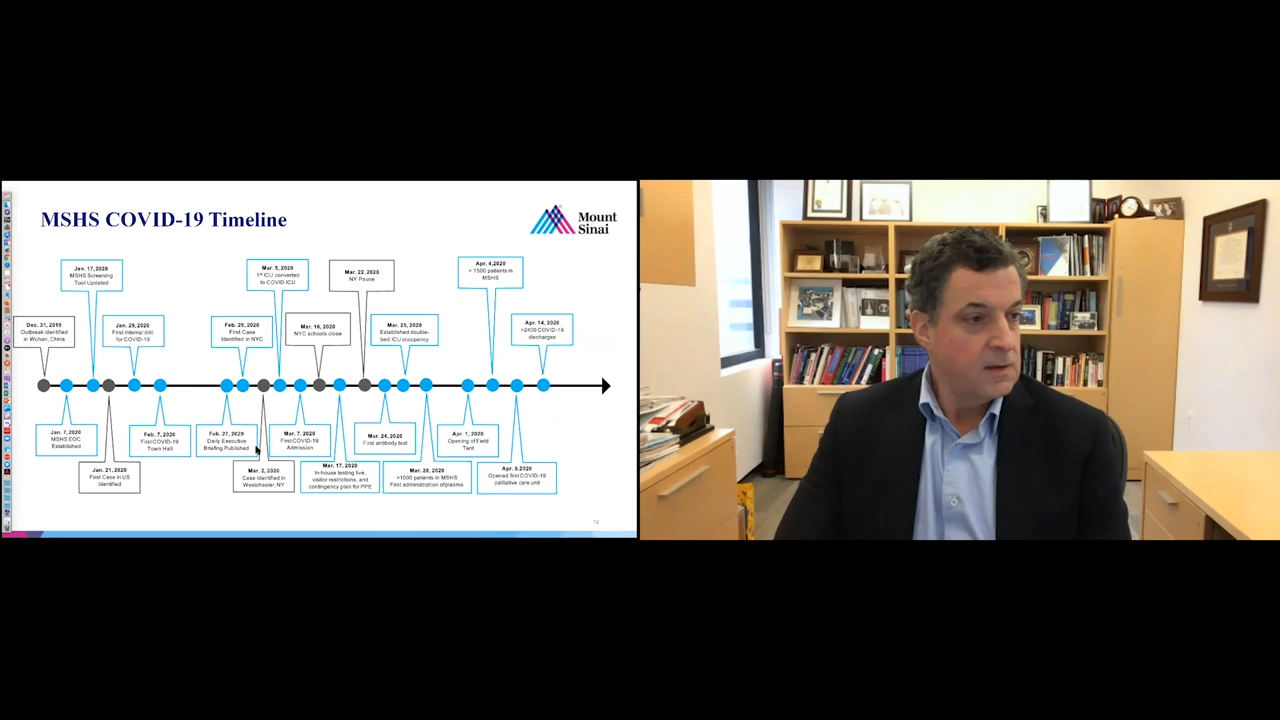 MSHS COVID-19 Timeline
Mount
Sinai
Jan. 17, 2020
MSHS Screening
Tool Updated
Mar. 5, 2020
1st ICU converted
to COVID ICU
Mar. 22, 2020
NY Pause
Apr. 4, 2020
> 1500 patients in
MSHS
Dec. 31, 2019
Outbreak identified
in Wuhan, China
Jan. 29, 2020
First internal drill
for COVID-19
Feb. 29, 2020
First Case
Identified in NYC
Mar. 16, 2020
NYC schools close
Mar. 25, 2020
Established double-
bed ICU occupancy
Apr. 14, 2020
>2400 COVID-19
discharges
Jan. 7, 2020
MSHS EOC
Established
Feb. 7, 2020
First COVID-19
Town Hall
Feb. 27, 2020
Daily Executive
Briefing Published
Mar. 7, 2020
First COVID-19
Admission
Mar. 24, 2020
First antibody test
Apr. 1, 2020
Opening of Field
Tent
Jan. 21, 2020
First Case in US
Identified
Mar. 2, 2020
Case Identified in
Westchester, NY
Mar. 17, 2020
In-house testing live,
visitor restrictions, and
contingency plan for PPE
Mar. 28, 2020
>1000 patients in MSHS
First administration of plasma
Apr. 8, 2020
Opened first COVID-19
palliative care unit
12